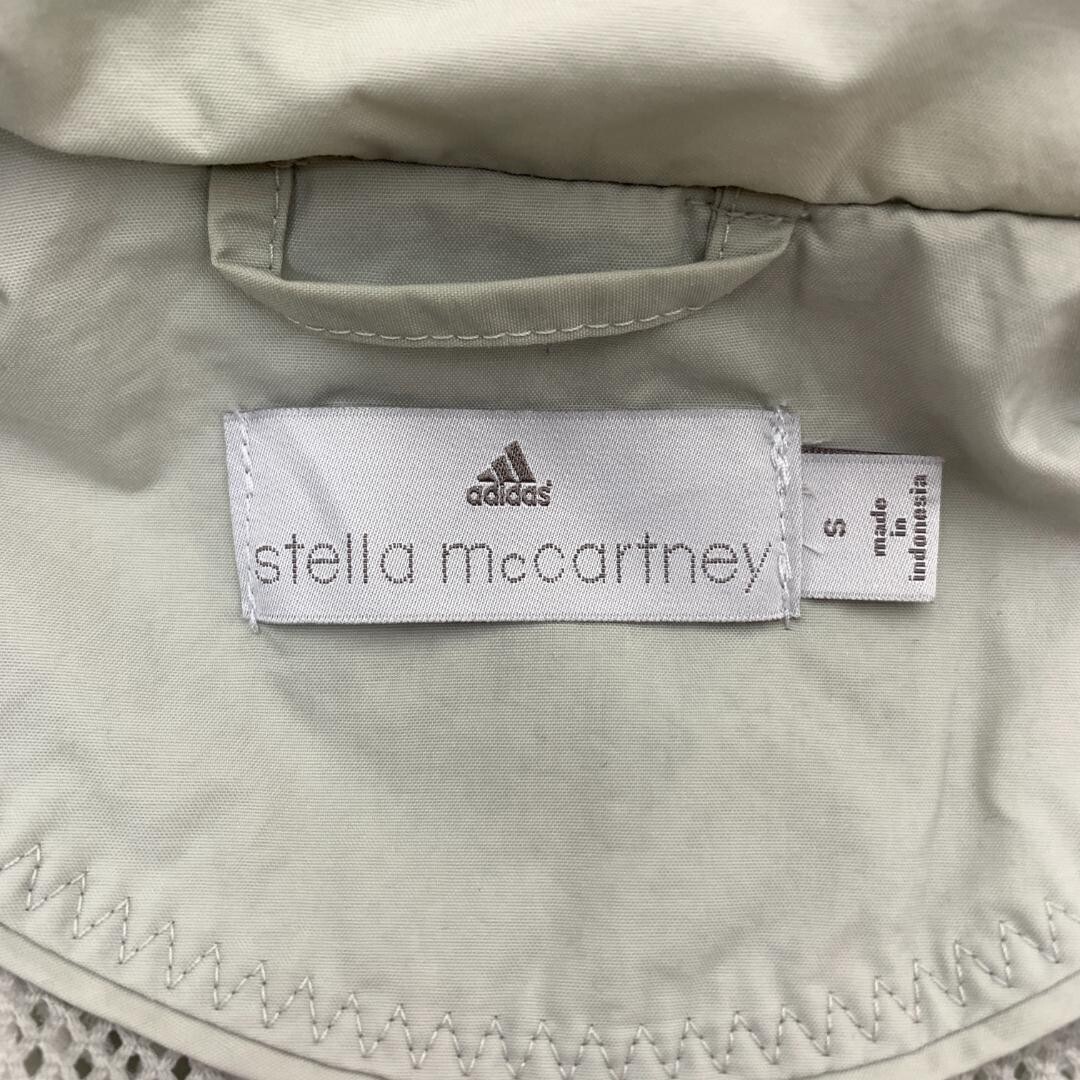 adidas
stella mccartney
S
made
in
indonesia